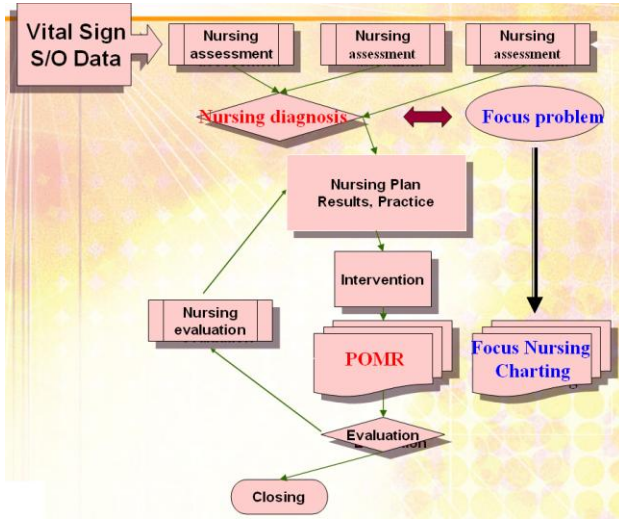 Vital Sign
S/O Data
Nursing
assessment
Nursing
assessment
Nursing
assessment
Nursing diagnosis
Focus problem
Nursing Plan
Results, Practice
Intervention
Nursing
evaluation
POMR
Focus Nursing
Charting
Evaluation
Closing